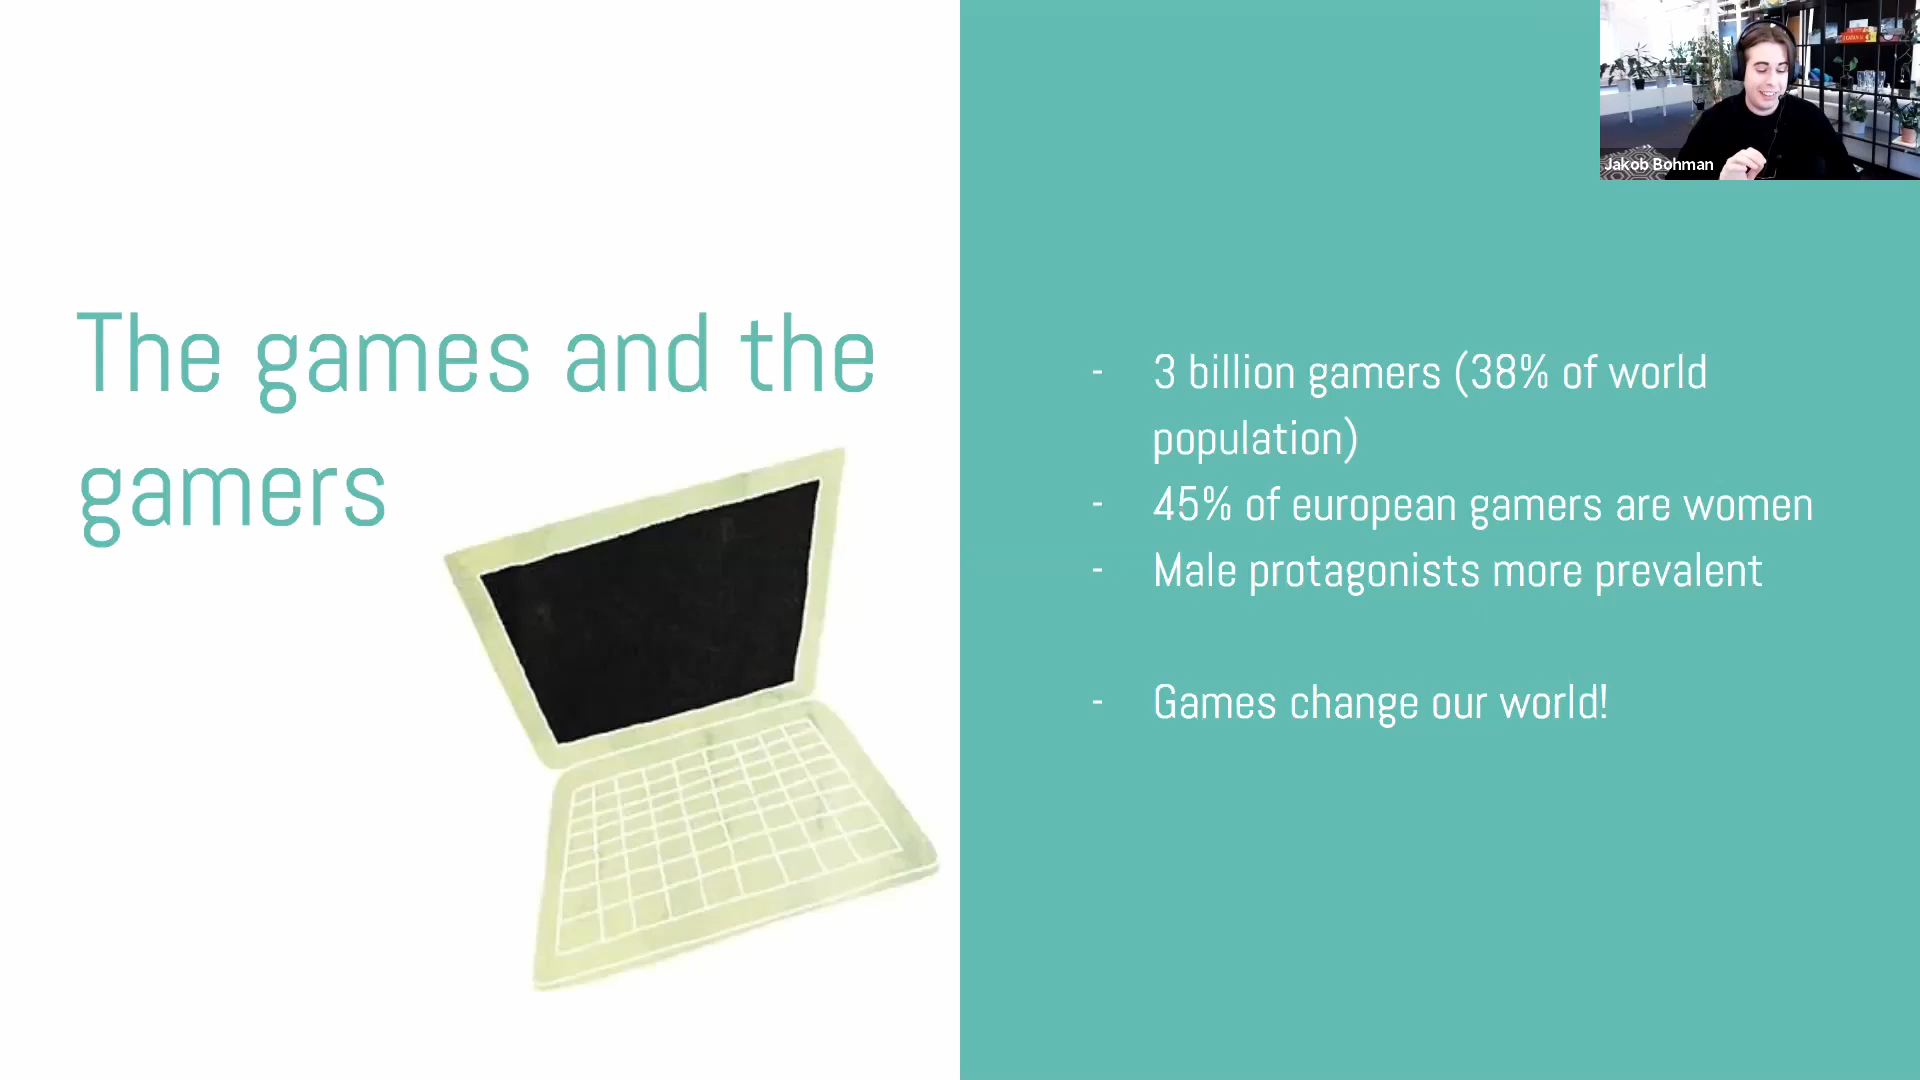 The games and the
gamers
- 3 billion gamers (38% of world
population)
- 45% of european gamers are women
- Male protagonists more prevalent
- Games change our world!
Jakob Bohman